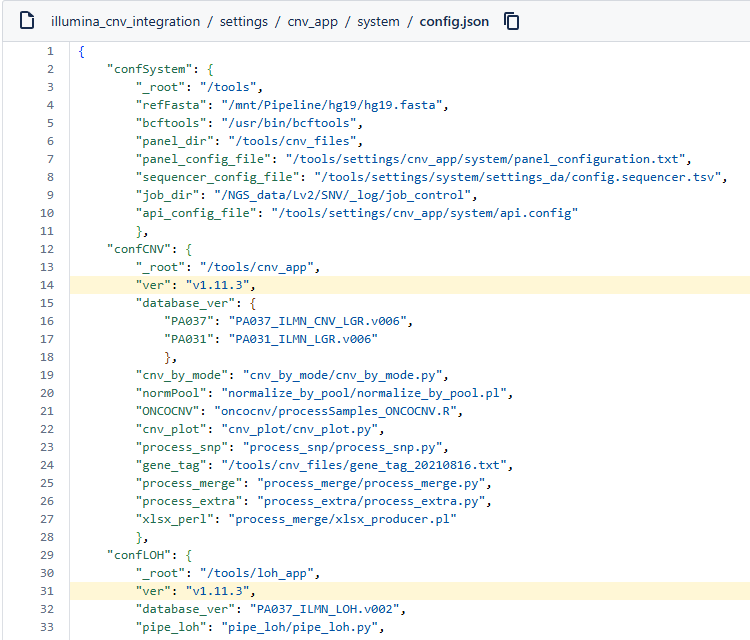 illumina_cnv_integration / settings / cnv_app / system / config.json
1 {
2 "confSystem": {
3 "_root": "/tools",
4 "refFasta": "/mnt/Pipeline/hg19/hg19.fasta",
5 "bcftools": "/usr/bin/bcftools",
6 "panel_dir": "/tools/cnv_files",
7 "panel_config_file": "/tools/settings/cnv_app/system/panel_configuration.txt",
8 "sequencer_config_file": "/tools/settings/system/settings_da/config.sequencer.tsv",
9 "job_dir": "/NGS_data/Lv2/SNV/_log/job_control",
10 "api_config_file": "/tools/settings/cnv_app/system/api.config"
11 },
12 "confCNV": {
13 "_root": "/tools/cnv_app",
14 "ver": "v1.11.3",
15 "database_ver": {
16 "PA037": "PA037_ILMN_CNV_LGR.v006",
17 "PA031": "PA031_ILMN_LGR.v006"
18 },
19 "cnv_by_mode": "cnv_by_mode/cnv_by_mode.py",
20 "normPool": "normalize_by_pool/normalize_by_pool.pl",
21 "ONCOCNV": "oncocnv/processSamples_ONCOCNV.R",
22 "cnv_plot": "cnv_plot/cnv_plot.py",
23 "process_snp": "process_snp/process_snp.py",
24 "gene_tag": "/tools/cnv_files/gene_tag_20210816.txt",
25 "process_merge": "process_merge/process_merge.py",
26 "process_extra": "process_extra/process_extra.py",
27 "xlsx_perl": "process_merge/xlsx_producer.pl"
28 },
29 "confLOH": {
30 "_root": "/tools/loh_app",
31 "ver": "v1.11.3",
32 "database_ver": "PA037_ILMN_LOH.v002",
33 "pipe_loh": "pipe_loh/pipe_loh.py",